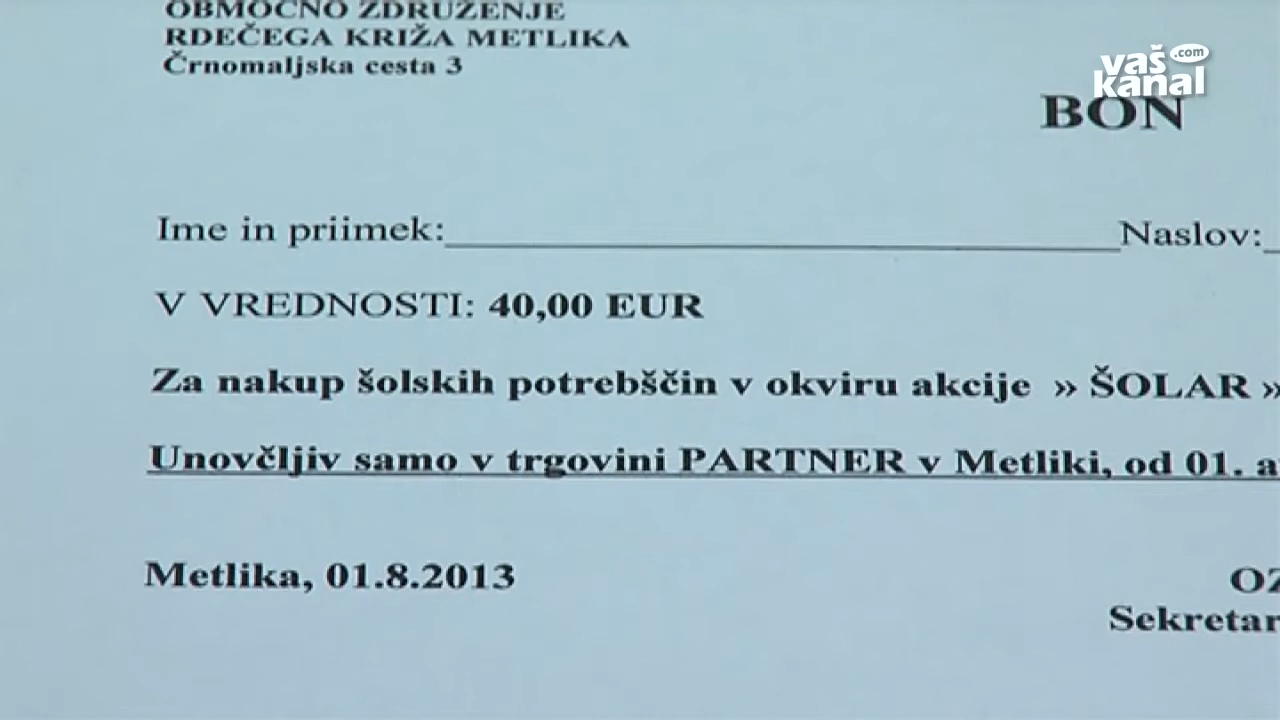 OBMOČNO ZDRUŽENJE
RDEČEGA KRIŽA METLIKA
Črnomaljska cesta 3
vaš
.com
kanal
BON
Ime in priimek: Naslov:
V VREDNOSTI: 40,00 EUR
Za nakup šolskih potrebščin v okviru akcije » ŠOLAR »
Unovčljiv samo v trgovini PARTNER v Metliki, od 01.
Metlika, 01.8.2013
Sekretar